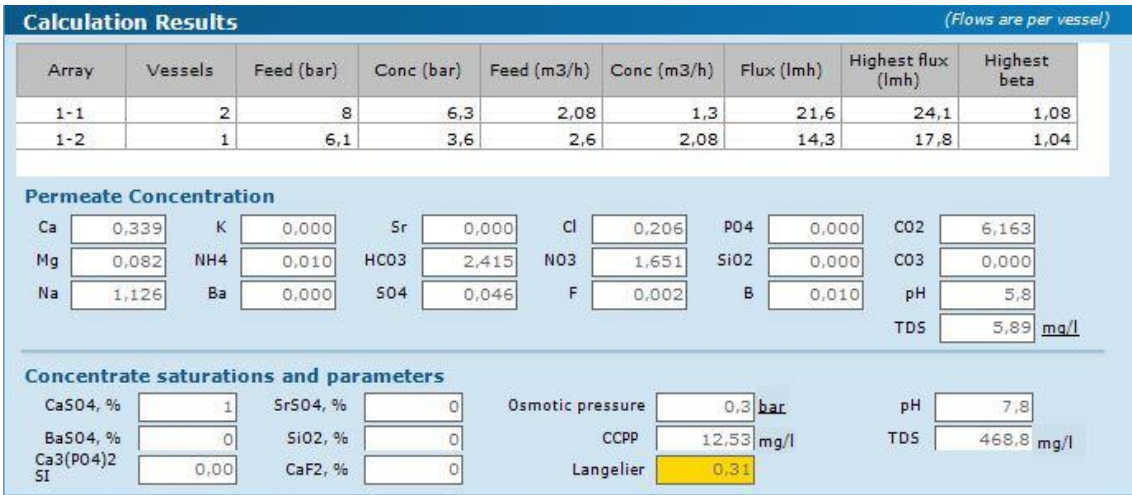 Calculation Results (Flows are per vessel)
Array Vessels Feed (bar) Conc (bar) Feed (m3/h) Conc (m3/h) Flux (lmh) Highest flux (lmh) Highest beta
1-1 2 8 6,3 2,08 1,3 21,6 24,1 1,08
1-2 1 6,1 3,6 2,6 2,08 14,3 17,8 1,04
Permeate Concentration
Ca 0,339 K 0,000 Sr 0,000 Cl 0,206 PO4 0,000 CO2 6,163
Mg 0,082 NH4 0,010 HCO3 2,415 NO3 1,651 SiO2 0,000 CO3 0,000
Na 1,126 Ba 0,000 SO4 0,046 F 0,002 B 0,010 pH 5,8
TDS 5,89 mg/l
Concentrate saturations and parameters
CaSO4, % 1 SrSO4, % 0 Osmotic pressure 0,3 bar pH 7,8
BaSO4, % 0 SiO2, % 0 CCPP 12,53 mg/l TDS 468,8 mg/l
Ca3(PO4)2 SI 0,00 CaF2, % 0 Langelier 0,31